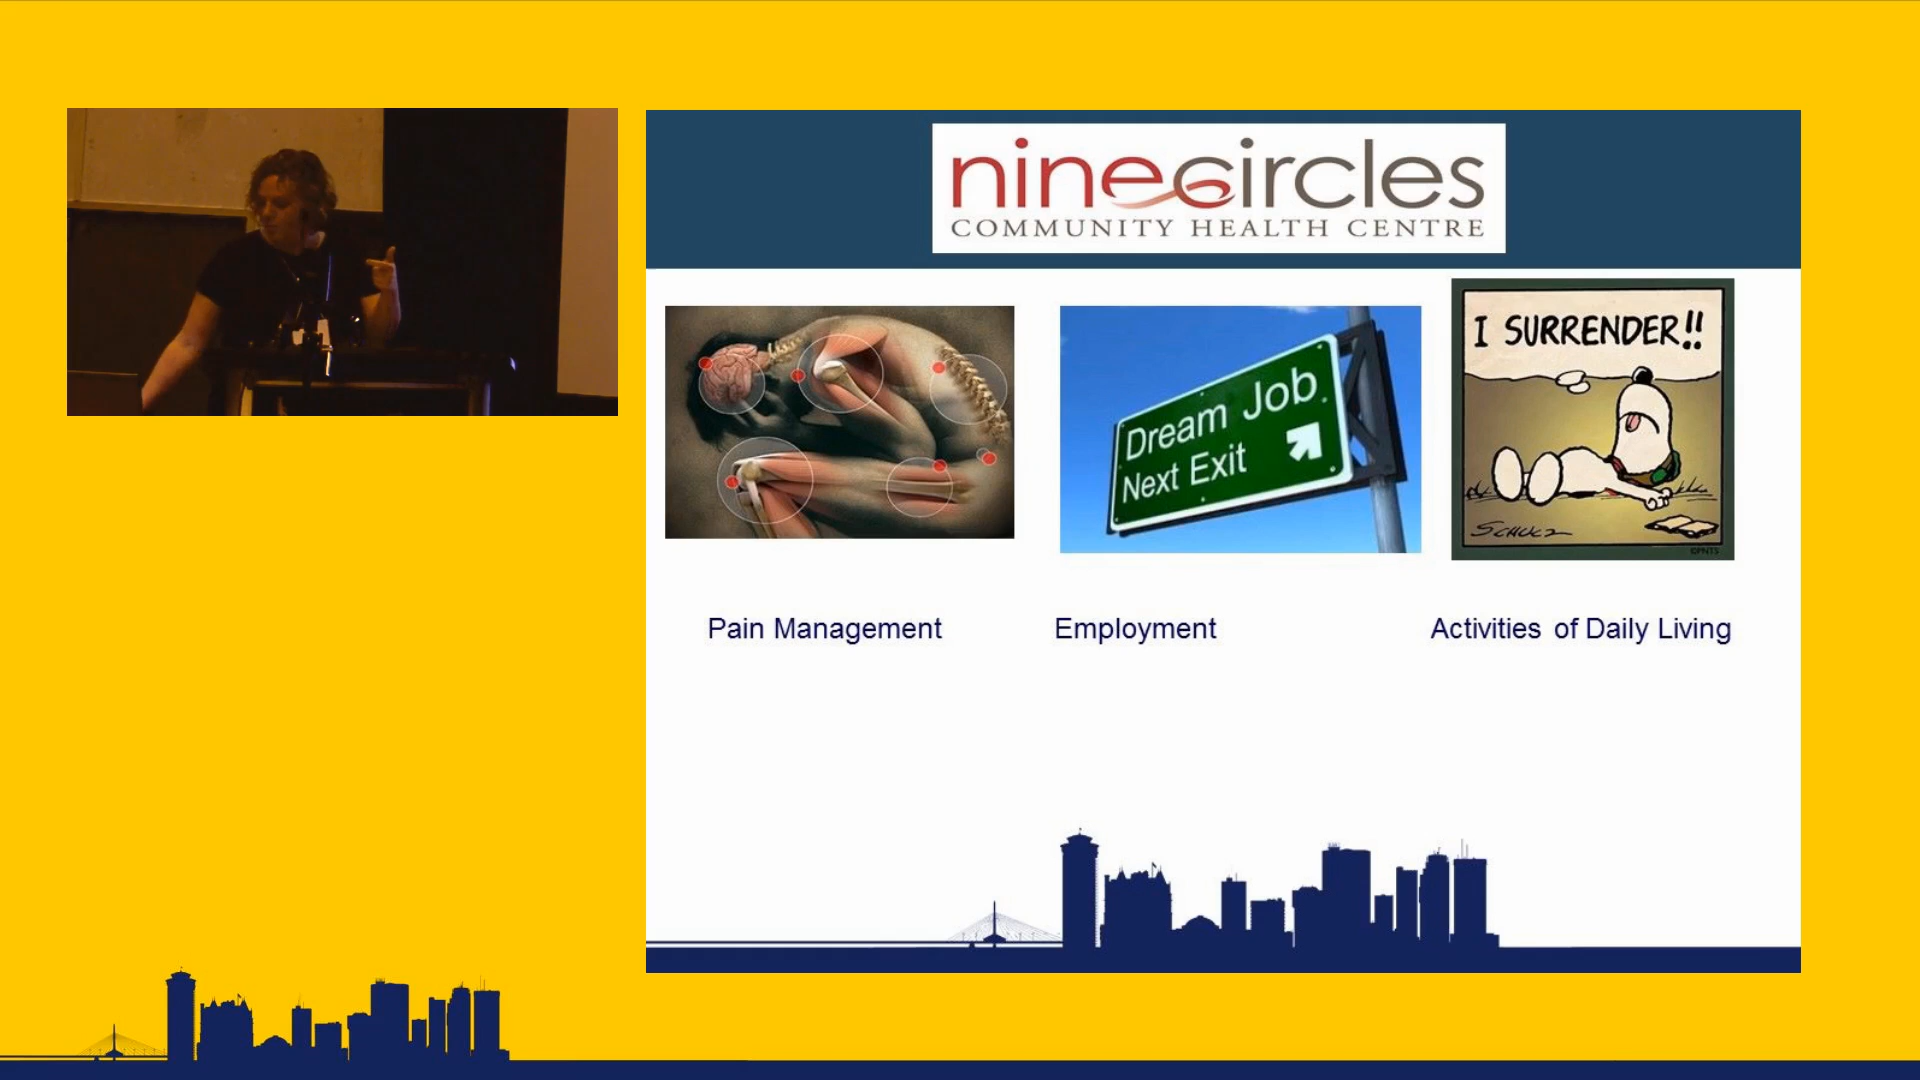 ninecircles
COMMUNITY HEALTH CENTRE
Dream Job
Next Exit
I SURRENDER!!
SCHULZ
Pain Management
Employment
Activities of Daily Living